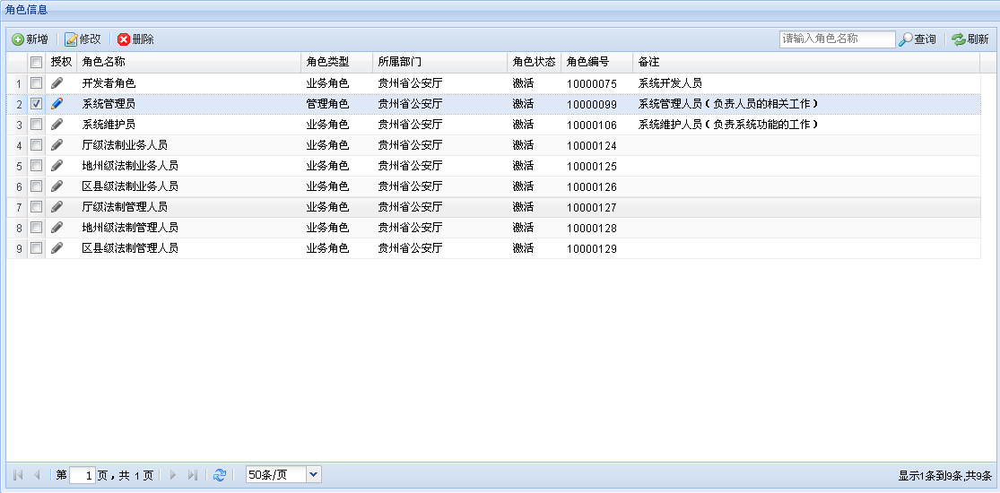 角色信息
新增 修改 删除 请输入角色名称 查询 刷新
授权 角色名称 角色类型 所属部门 角色状态 角色编号 备注
1 开发者角色 业务角色 贵州省公安厅 激活 10000075 系统开发人员
2 系统管理员 管理角色 贵州省公安厅 激活 10000099 系统管理人员(负责人员的相关工作)
3 系统维护员 业务角色 贵州省公安厅 激活 10000106 系统维护人员(负责系统功能的工作)
4 厅级法制业务人员 业务角色 贵州省公安厅 激活 10000124
5 地州级法制业务人员 业务角色 贵州省公安厅 激活 10000125
6 区县级法制业务人员 业务角色 贵州省公安厅 激活 10000126
7 厅级法制管理人员 业务角色 贵州省公安厅 激活 10000127
8 地州级法制管理人员 业务角色 贵州省公安厅 激活 10000128
9 区县级法制管理人员 业务角色 贵州省公安厅 激活 10000129
第 1 页,共 1 页 50条/页 显示1条到9条,共9条